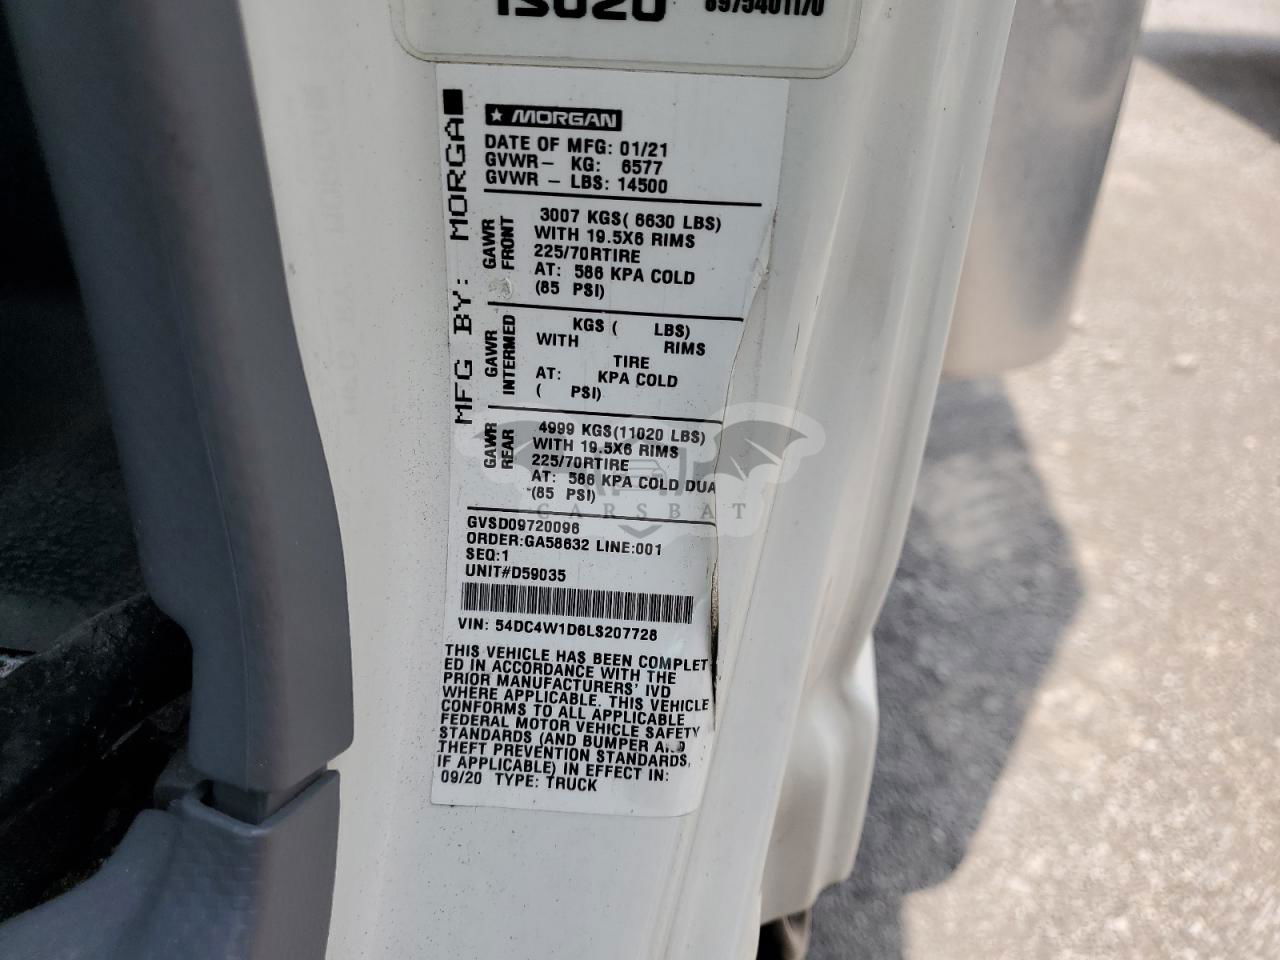 ISUZU 8975401170
MFG BY: MORGA
MORGAN
DATE OF MFG: 01/21
GVWR- KG: 6577
GVWR - LBS: 14500
GAWR FRONT
3007 KGS( 6630 LBS)
WITH 19.5X6 RIMS
225/70RTIRE
AT: 586 KPA COLD
(85 PSI)
GAWR INTERMED
KGS ( LBS)
WITH RIMS
TIRE
AT: KPA COLD
( PSI)
GAWR REAR
4999 KGS(11020 LBS)
WITH 19.5X6 RIMS
225/70RTIRE
AT: 586 KPA COLD DUA
(85 PSI)
CARSBAT
GVSD09720096
ORDER:GA58632 LINE:001
SEQ:1
UNIT#D59035
VIN: 54DC4W1D6LS207728
THIS VEHICLE HAS BEEN COMPLET
ED IN ACCORDANCE WITH THE
PRIOR MANUFACTURERS' IVD
WHERE APPLICABLE. THIS VEHICLE
CONFORMS TO ALL APPLICABLE
FEDERAL MOTOR VEHICLE SAFETY
STANDARDS (AND BUMPER AND
THEFT PREVENTION STANDARDS,
IF APPLICABLE) IN EFFECT IN:
09/20 TYPE: TRUCK